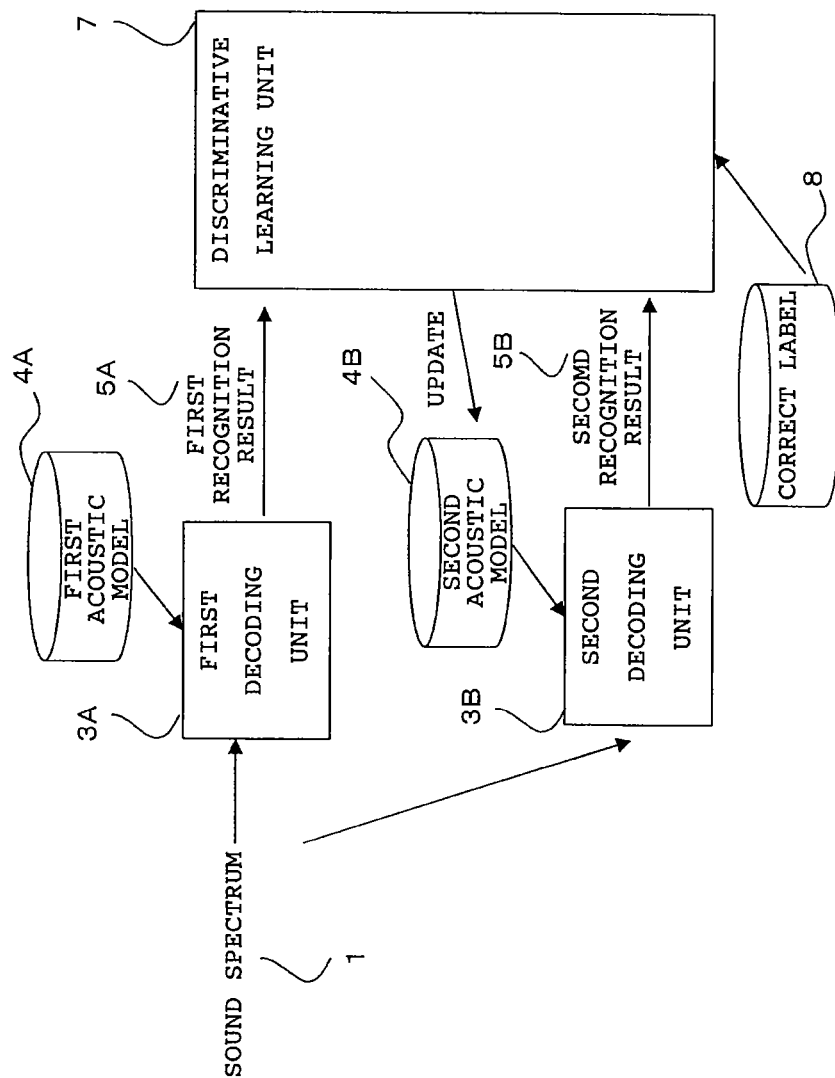 SOUND SPECTRUM
1
3A
FIRST
DECODING
UNIT
4A
FIRST
ACOUSTIC
MODEL
5A
FIRST
RECOGNITION
RESULT
7
DISCRIMINATIVE
LEARNING UNIT
UPDATE
4B
SECOND
ACOUSTIC
MODEL
3B
SECOND
DECODING
UNIT
5B
SECOMD
RECOGNITION
RESULT
8
CORRECT LABEL